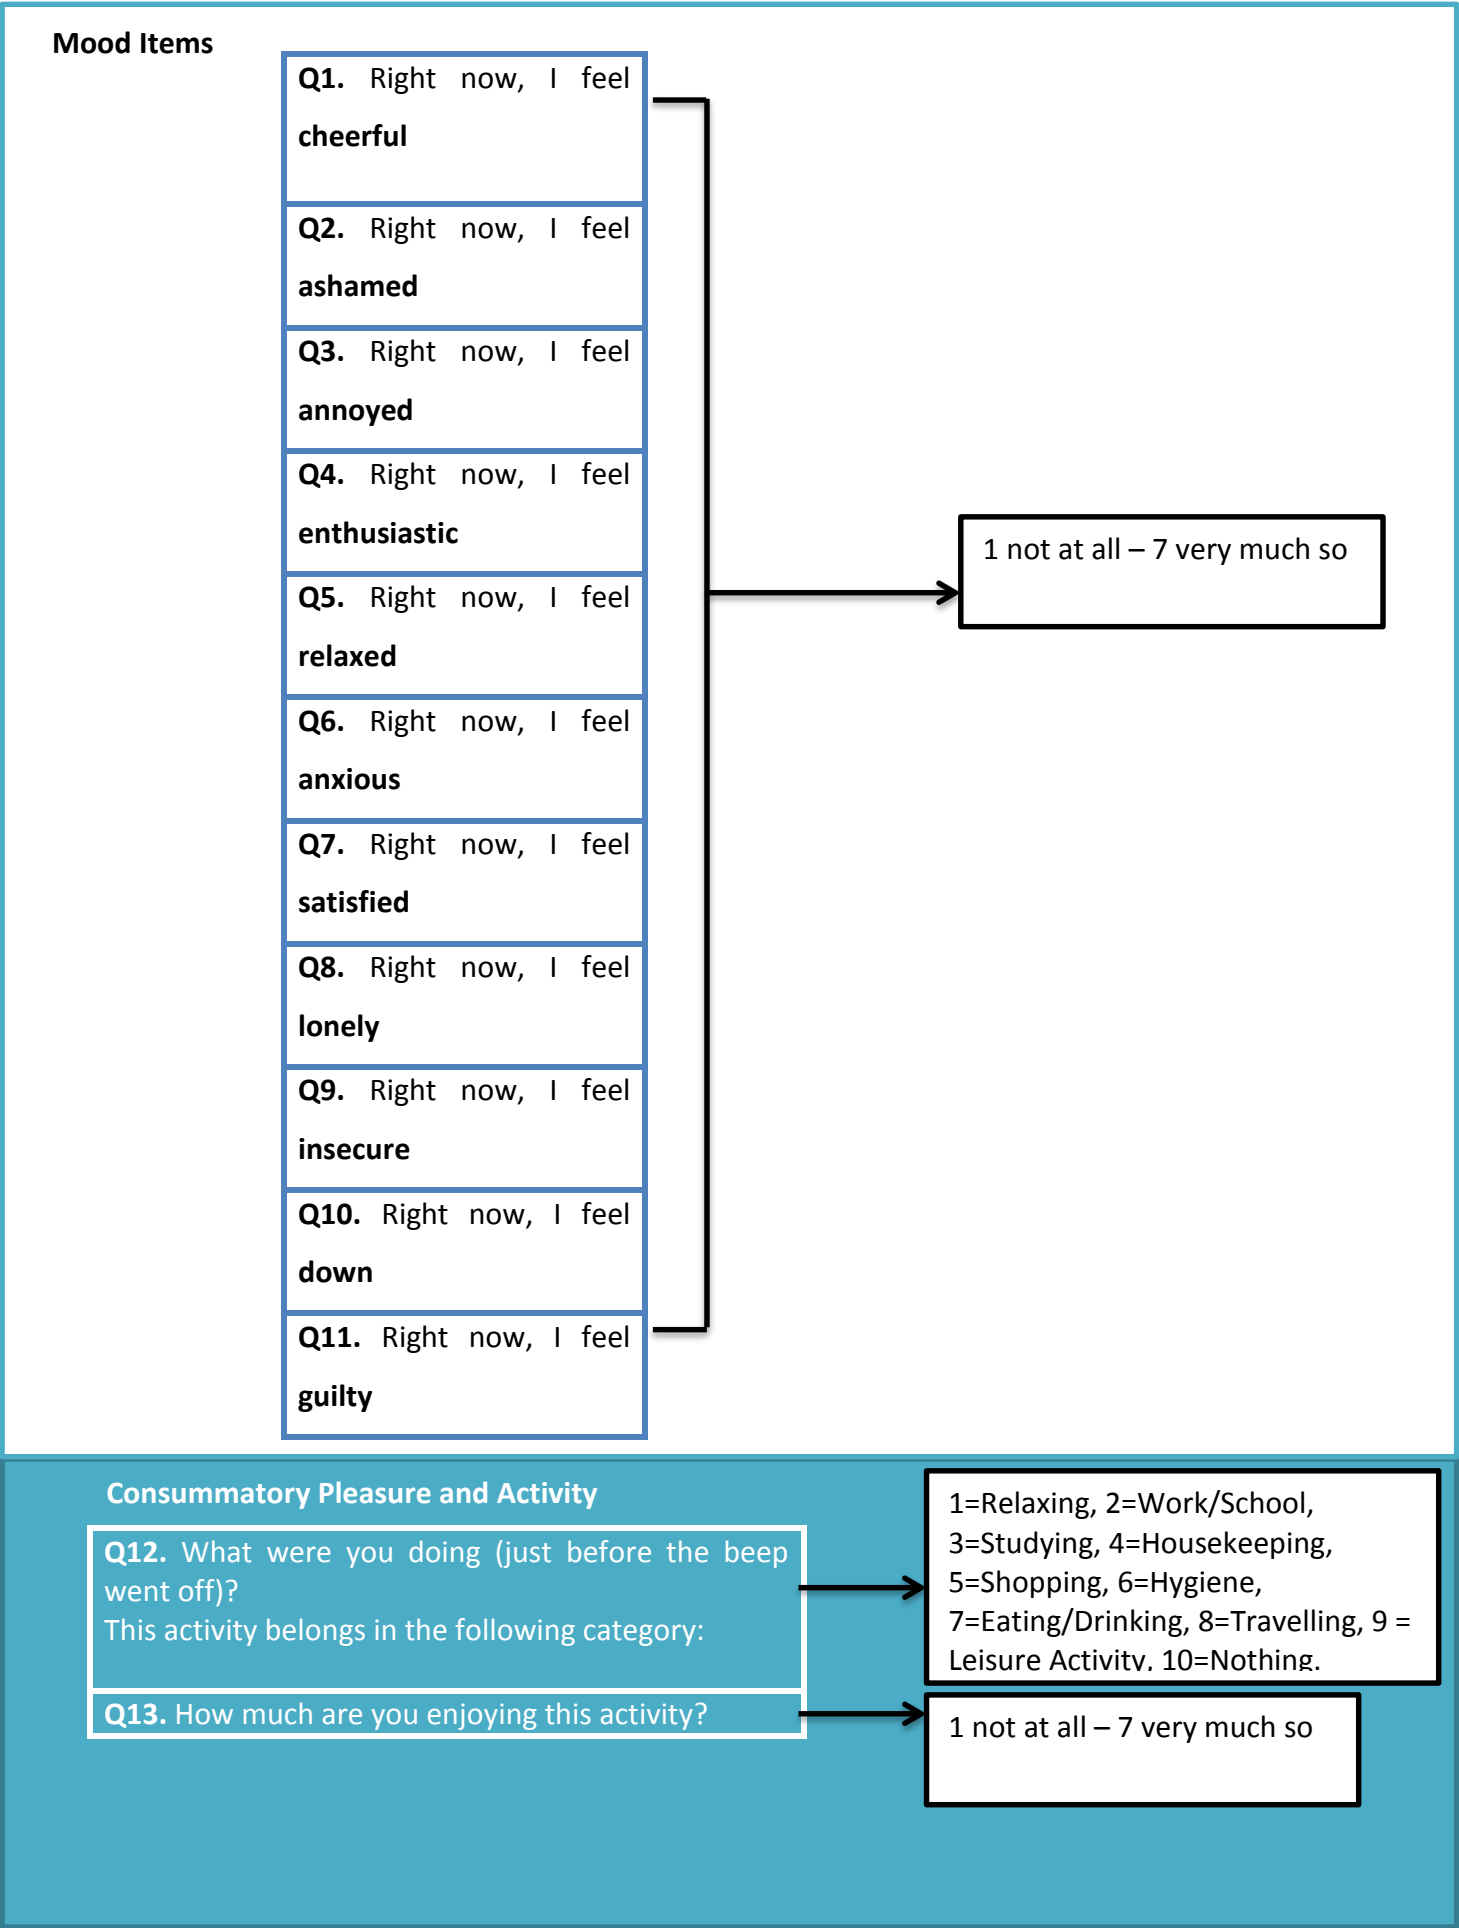 Mood Items
Q1. Right now, I feel
cheerful
Q2. Right now, I feel
ashamed
Q3. Right now, I feel
annoyed
Q4. Right now, I feel
enthusiastic
Q5. Right now, I feel
relaxed
Q6. Right now, I feel
anxious
Q7. Right now, I feel
satisfied
Q8. Right now, I feel
lonely
Q9. Right now, I feel
insecure
Q10. Right now, I feel
down
Q11. Right now, I feel
guilty
1 not at all – 7 very much so
Consummatory Pleasure and Activity
Q12. What were you doing (just before the beep
went off)?
This activity belongs in the following category:
1=Relaxing, 2=Work/School,
3=Studying, 4=Housekeeping,
5=Shopping, 6=Hygiene,
7=Eating/Drinking, 8=Travelling, 9 =
Leisure Activity, 10=Nothing.
Q13. How much are you enjoying this activity?
1 not at all – 7 very much so